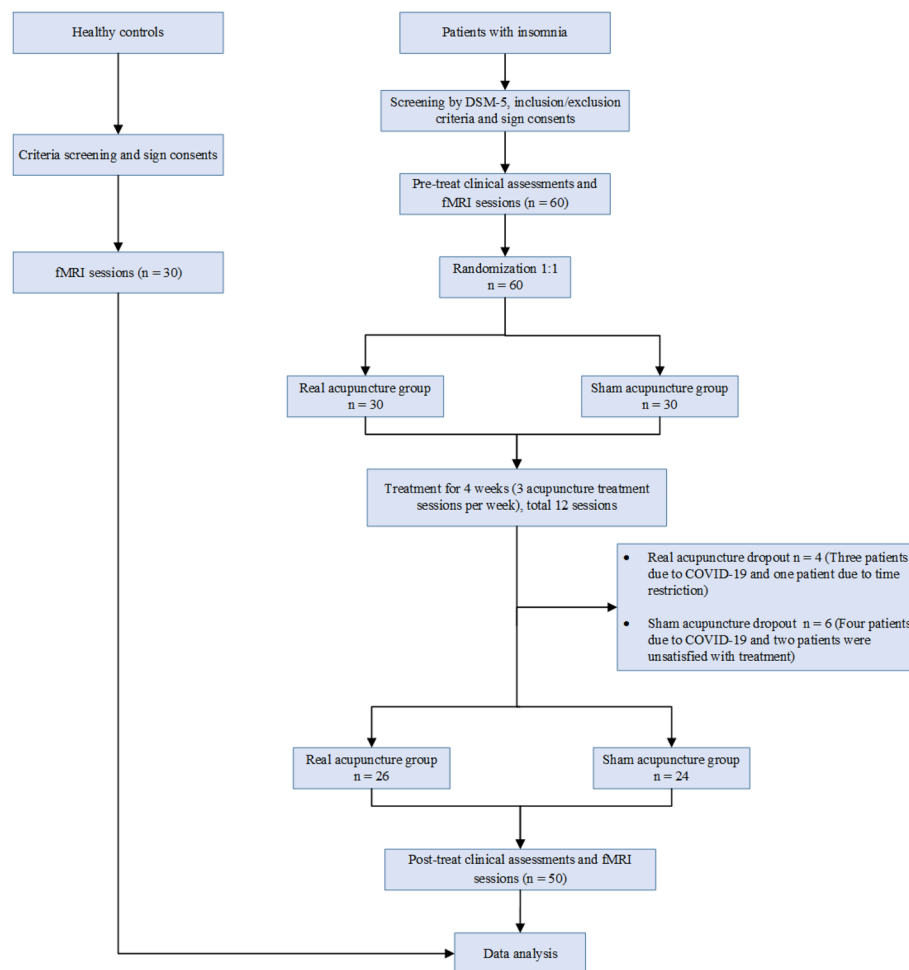 Healthy controls
Patients with insomnia
Screening by DSM-5, inclusion/exclusion
criteria and sign consents
Criteria screening and sign consents
Pre-treat clinical assessments and
fMRI sessions (n = 60)
fMRI sessions (n = 30)
Randomization 1:1
n = 60
Real acupuncture group
n = 30
Sham acupuncture group
n = 30
Treatment for 4 weeks (3 acupuncture treatment
sessions per week), total 12 sessions
• Real acupuncture dropout n = 4 (Three patients
due to COVID-19 and one patient due to time
restriction)
• Sham acupuncture dropout n = 6 (Four patients
due to COVID-19 and two patients were
unsatisfied with treatment)
Real acupuncture group
n = 26
Sham acupuncture group
n = 24
Post-treat clinical assessments and fMRI
sessions (n = 50)
Data analysis